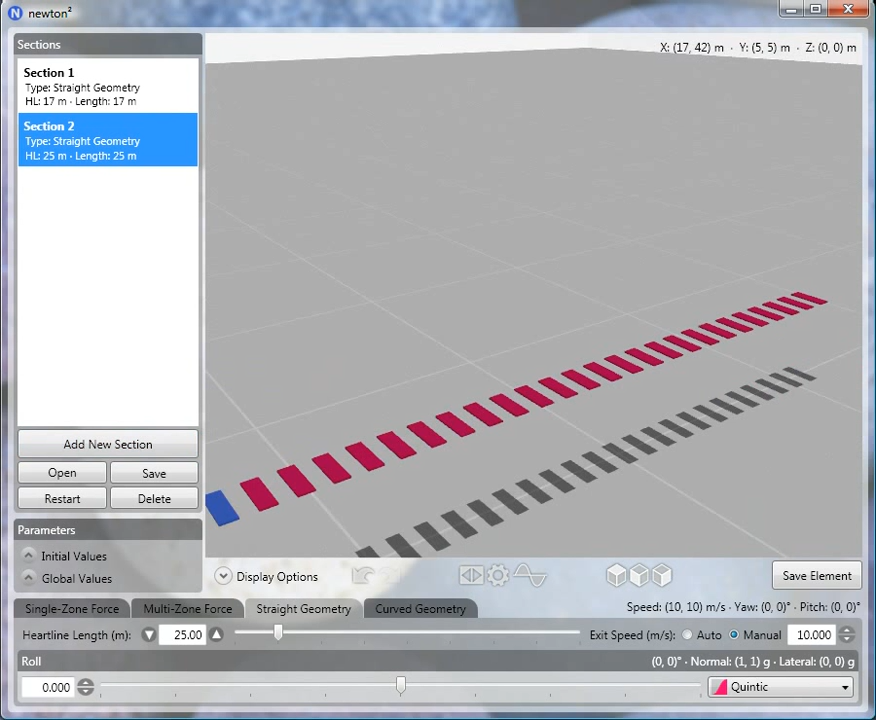 newton²
Sections
X: (17, 42) m · Y: (5, 5) m · Z: (0, 0) m
Section 1
Type: Straight Geometry
HL: 17 m · Length: 17 m
Section 2
Type: Straight Geometry
HL: 25 m · Length: 25 m
Add New Section
Open
Save
Restart
Delete
Parameters
Initial Values
Global Values
Display Options
Save Element
Single-Zone Force
Multi-Zone Force
Straight Geometry
Curved Geometry
Speed: (10, 10) m/s · Yaw: (0, 0)° · Pitch: (0, 0)°
Heartline Length (m):
25.00
Exit Speed (m/s):
Auto
Manual
10.000
Roll
(0, 0)° · Normal: (1, 1) g · Lateral: (0, 0) g
0.000
Quintic